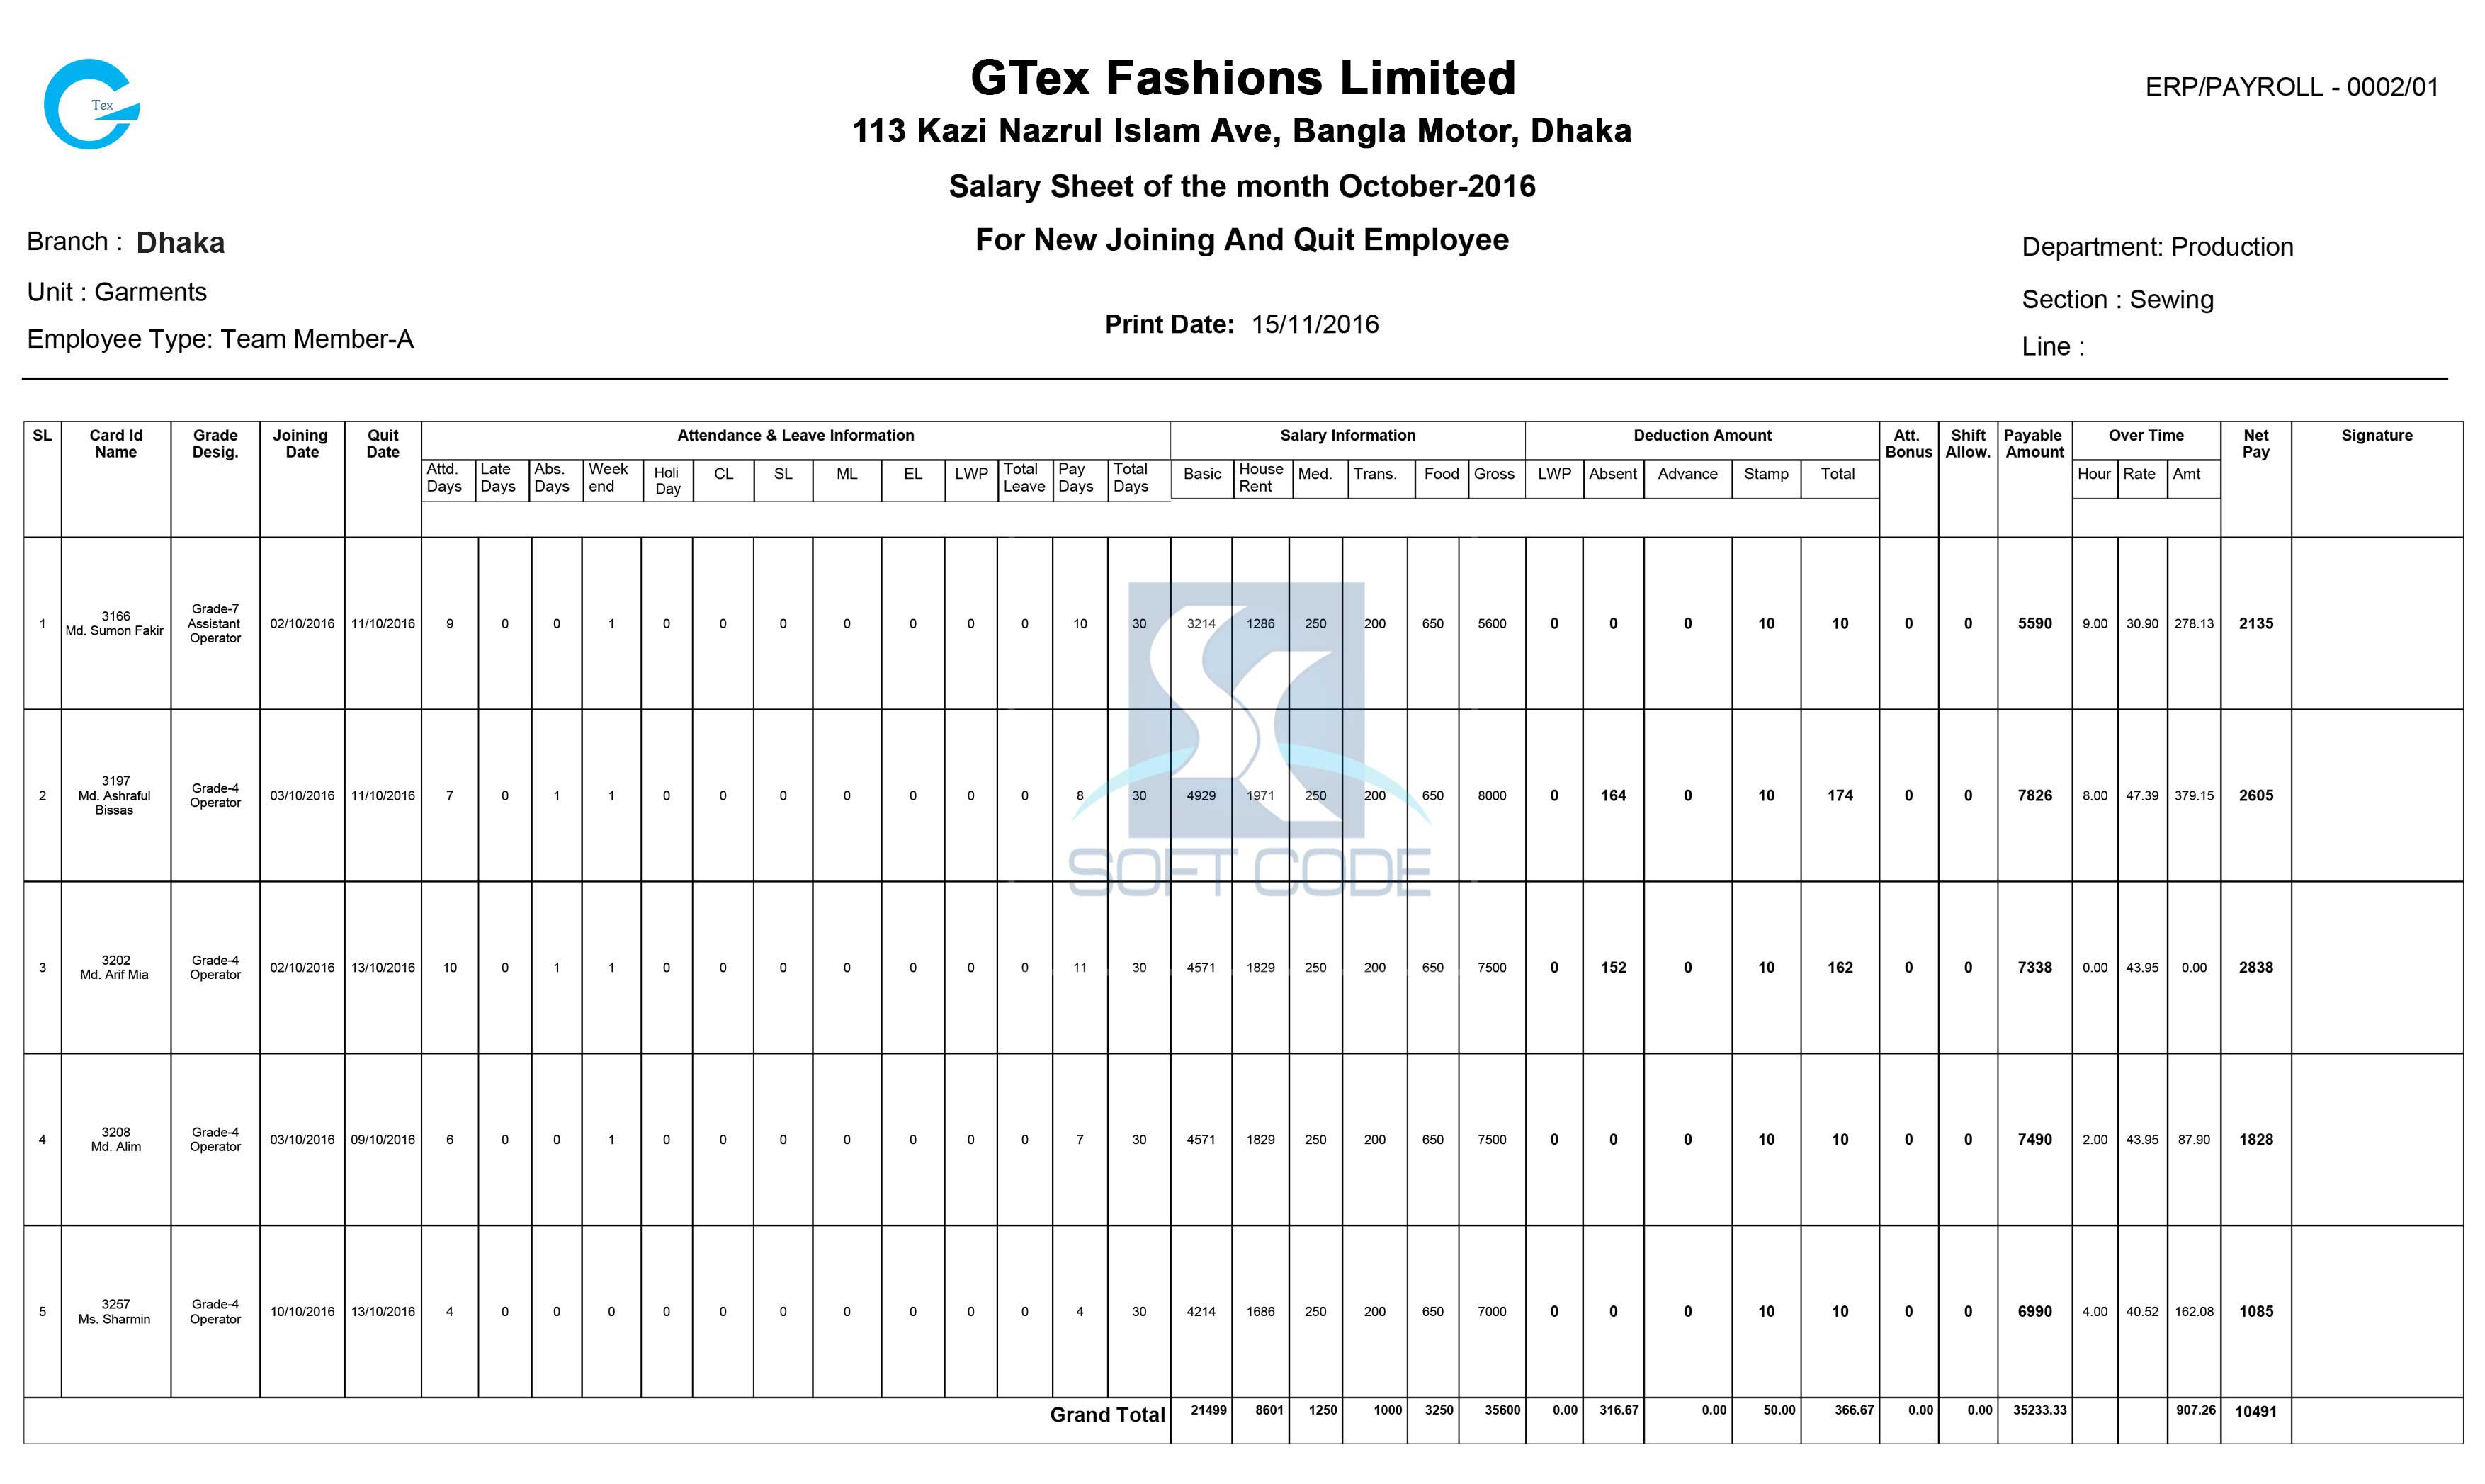 Tex
GTex Fashions Limited
ERP/PAYROLL - 0002/01
113 Kazi Nazrul Islam Ave, Bangla Motor, Dhaka
Salary Sheet of the month October-2016
For New Joining And Quit Employee
Branch : Dhaka
Unit : Garments
Employee Type: Team Member-A
Print Date: 15/11/2016
Department: Production
Section : Sewing
Line :
SL Card Id Grade Joining Quit Attendance & Leave Information Salary Information Deduction Amount Att. Shift Payable Over Time Net Signature
Name Desig. Date Date Bonus Allow. Amount Pay
Attd. Late Abs. Week Holi CL SL ML EL LWP Total Pay Total Basic House Med. Trans. Food Gross LWP Absent Advance Stamp Total Hour Rate Amt
Days Days Days end Day Leave Days Days Rent
1 3166 Md. Sumon Fakir Grade-7 Assistant Operator 02/10/2016 11/10/2016 9 0 0 1 0 0 0 0 0 0 0 10 30 3214 1286 250 200 650 5600 0 0 0 10 10 0 0 5590 9.00 30.90 278.13 2135
2 3197 Md. Ashraful Bissas Grade-4 Operator 03/10/2016 11/10/2016 7 0 1 1 0 0 0 0 0 0 0 8 30 4929 1971 250 200 650 8000 0 164 0 10 174 0 0 7826 8.00 47.39 379.15 2605
SOFT CODE
3 3202 Md. Arif Mia Grade-4 Operator 02/10/2016 13/10/2016 10 0 1 1 0 0 0 0 0 0 0 11 30 4571 1829 250 200 650 7500 0 152 0 10 162 0 0 7338 0.00 43.95 0.00 2838
4 3208 Md. Alim Grade-4 Operator 03/10/2016 09/10/2016 6 0 0 1 0 0 0 0 0 0 0 7 30 4571 1829 250 200 650 7500 0 0 0 10 10 0 0 7490 2.00 43.95 87.90 1828
5 3257 Ms. Sharmin Grade-4 Operator 10/10/2016 13/10/2016 4 0 0 0 0 0 0 0 0 0 0 4 30 4214 1686 250 200 650 7000 0 0 0 10 10 0 0 6990 4.00 40.52 162.08 1085
Grand Total 21499 8601 1250 1000 3250 35600 0.00 316.67 0.00 50.00 366.67 0.00 0.00 35233.33 907.26 10491